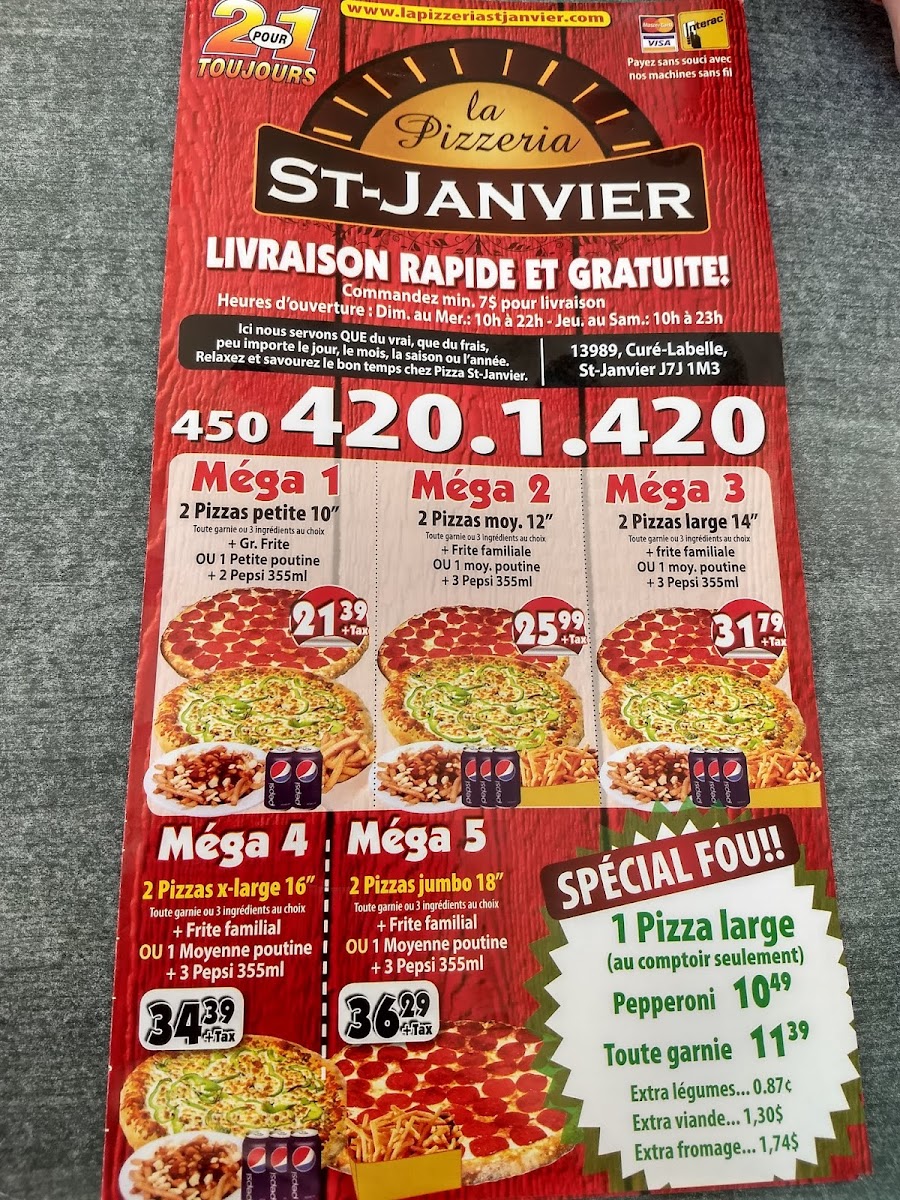 2 POUR 1
TOUJOURS
www.lapizzeriastjanvier.com
MasterCard
VISA
Interac
Payez sans souci avec
nos machines sans fil
la
Pizzeria
ST-JANVIER
LIVRAISON RAPIDE ET GRATUITE!
Commandez min. 7$ pour livraison
Heures d'ouverture : Dim. au Mer.: 10h à 22h - Jeu. au Sam.: 10h à 23h
Ici nous servons QUE du vrai, que du frais,
peu importe le jour, le mois, la saison ou l'année.
Relaxez et savourez le bon temps chez Pizza St-Janvier.
13989, Curé-Labelle,
St-Janvier J7J 1M3
450 420.1.420
Méga 1
2 Pizzas petite 10”
Toute garnie ou 3 ingrédients au choix
+ Gr. Frite
OU 1 Petite poutine
+ 2 Pepsi 355ml
21 39
+Tax
pepsi
Méga 2
2 Pizzas moy. 12”
Toute garnie ou 3 ingrédients au choix
+ Frite familiale
OU 1 moy. poutine
+ 3 Pepsi 355ml
25 99
+Tax
pepsi
Méga 3
2 Pizzas large 14”
Toute garnie ou 3 ingrédients au choix
+ frite familiale
OU 1 moy. poutine
+ 3 Pepsi 355ml
31 79
+Tax
pepsi
Méga 4
2 Pizzas x-large 16”
Toute garnie ou 3 ingrédients au choix
+ Frite familial
OU 1 Moyenne poutine
+ 3 Pepsi 355ml
34 39
+Tax
pepsi
Méga 5
2 Pizzas jumbo 18”
Toute garnie ou 3 ingrédients au choix
+ Frite familial
OU 1 Moyenne poutine
+ 3 Pepsi 355ml
36 29
+Tax
SPÉCIAL FOU!!
1 Pizza large
(au comptoir seulement)
Pepperoni 10 49
Toute garnie 11 39
Extra légumes... 0.87¢
Extra viande... 1,30$
Extra fromage... 1,74$